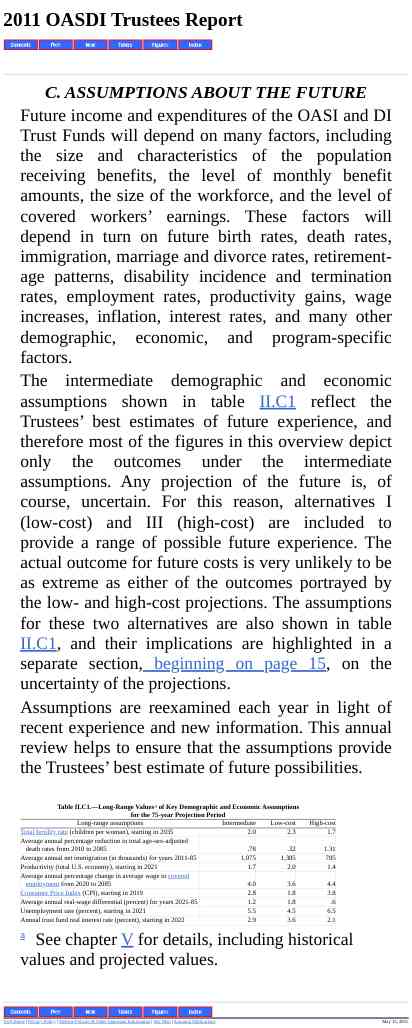 2011 OASDI Trustees Report
Contents Prev Next Tables Figures Index
C. ASSUMPTIONS ABOUT THE FUTURE
Future income and expenditures of the OASI and DI
Trust Funds will depend on many factors, including
the size and characteristics of the population
receiving benefits, the level of monthly benefit
amounts, the size of the workforce, and the level of
covered workers’ earnings. These factors will
depend in turn on future birth rates, death rates,
immigration, marriage and divorce rates, retirement-
age patterns, disability incidence and termination
rates, employment rates, productivity gains, wage
increases, inflation, interest rates, and many other
demographic, economic, and program-specific
factors.
The intermediate demographic and economic
assumptions shown in table II.C1 reflect the
Trustees’ best estimates of future experience, and
therefore most of the figures in this overview depict
only the outcomes under the intermediate
assumptions. Any projection of the future is, of
course, uncertain. For this reason, alternatives I
(low-cost) and III (high-cost) are included to
provide a range of possible future experience. The
actual outcome for future costs is very unlikely to be
as extreme as either of the outcomes portrayed by
the low- and high-cost projections. The assumptions
for these two alternatives are also shown in table
II.C1, and their implications are highlighted in a
separate section, beginning on page 15, on the
uncertainty of the projections.
Assumptions are reexamined each year in light of
recent experience and new information. This annual
review helps to ensure that the assumptions provide
the Trustees’ best estimate of future possibilities.
Table II.C1.—Long-Range Values a of Key Demographic and Economic Assumptions
for the 75-year Projection Period
Long-range assumptions Intermediate Low-cost High-cost
Total fertility rate (children per woman), starting in 2035 2.0 2.3 1.7
Average annual percentage reduction in total age-sex-adjusted
death rates from 2010 to 2085 .78 .32 1.31
Average annual net immigration (in thousands) for years 2011-85 1,075 1,385 785
Productivity (total U.S. economy), starting in 2021 1.7 2.0 1.4
Average annual percentage change in average wage in covered
employment from 2020 to 2085 4.0 3.6 4.4
Consumer Price Index (CPI), starting in 2019 2.8 1.8 3.8
Average annual real-wage differential (percent) for years 2021-85 1.2 1.8 .6
Unemployment rate (percent), starting in 2021 5.5 4.5 6.5
Annual trust fund real interest rate (percent), starting in 2022 2.9 3.6 2.1
a See chapter V for details, including historical
values and projected values.
Contents Prev Next Tables Figures Index